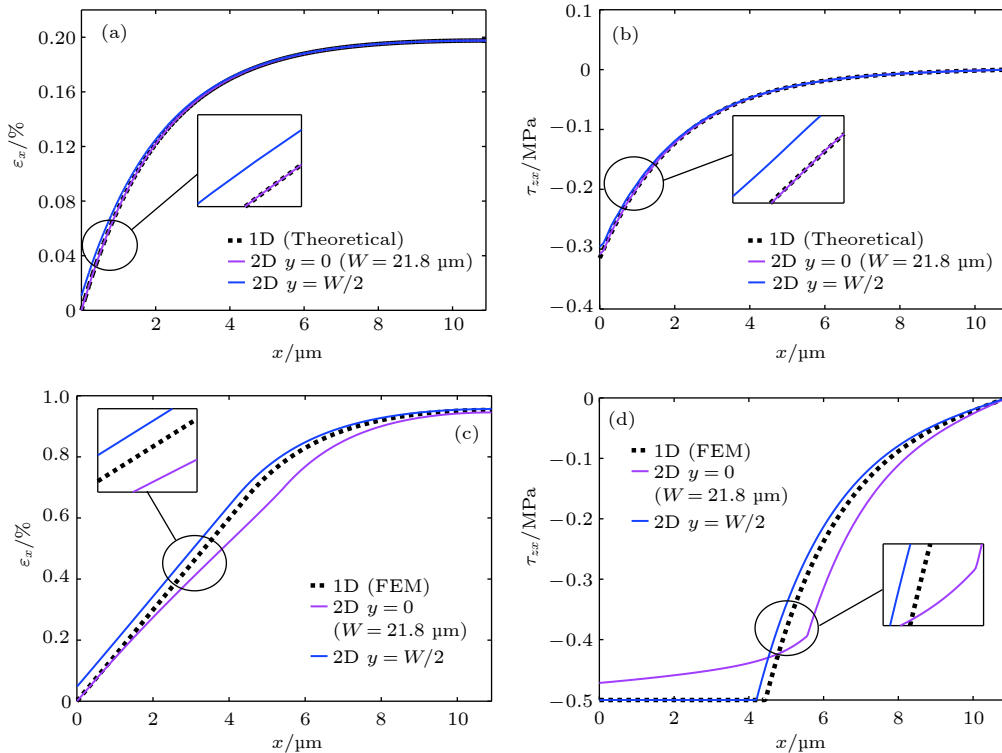 (a)
0.20
0.16
0.12
0.08
0.04
0
εx/%
1D (Theoretical)
2D y=0 (W=21.8 µm)
2D y=W/2
0 2 4 6 8 10
x/µm
(b)
0.1
0
−0.1
−0.2
−0.3
−0.4
τzx/MPa
1D (Theoretical)
2D y=0 (W=21.8 µm)
2D y=W/2
0 2 4 6 8 10
x/µm
(c)
1.0
0.8
0.6
0.4
0.2
0
εx/%
1D (FEM)
2D y=0
(W=21.8 µm)
2D y=W/2
0 2 4 6 8 10
x/µm
(d)
0
−0.1
−0.2
−0.3
−0.4
−0.5
τzx/MPa
1D (FEM)
2D y=0
(W=21.8 µm)
2D y=W/2
0 2 4 6 8 10
x/µm